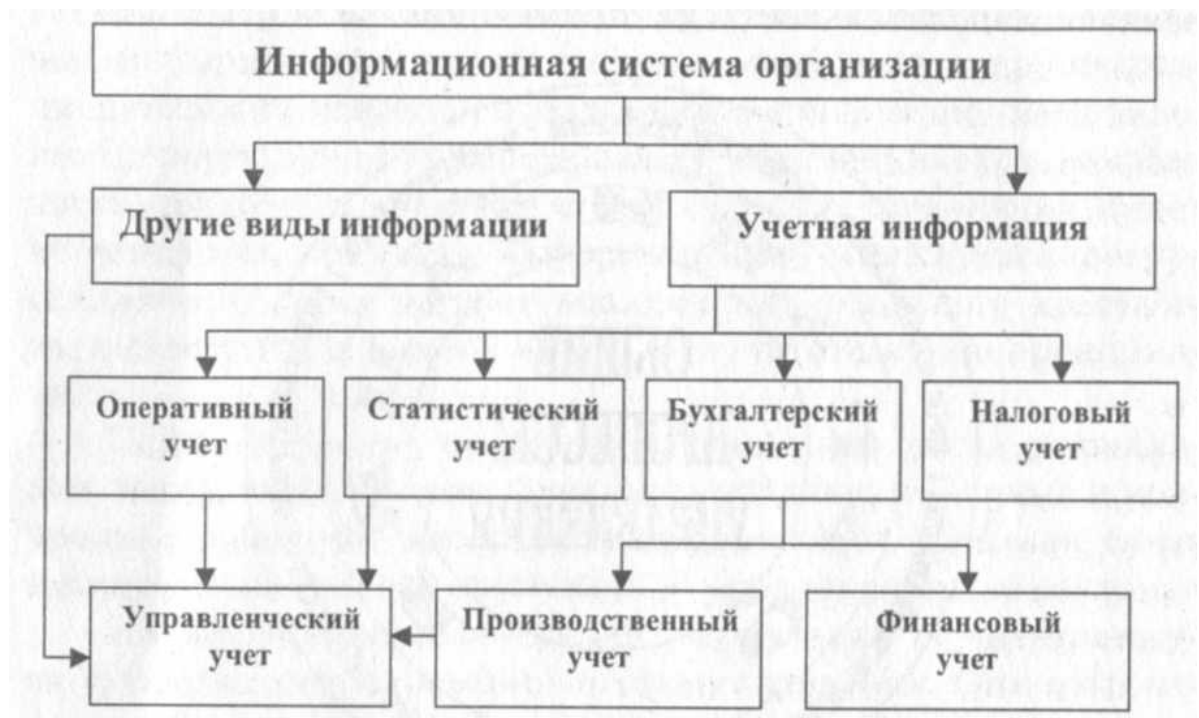 Информационная система организации
Другие виды информации
Учетная информация
Оперативный
учет
Статистический
учет
Бухгалтерский
учет
Налоговый
учет
Управленческий
учет
Производственный
учет
Финансовый
учет